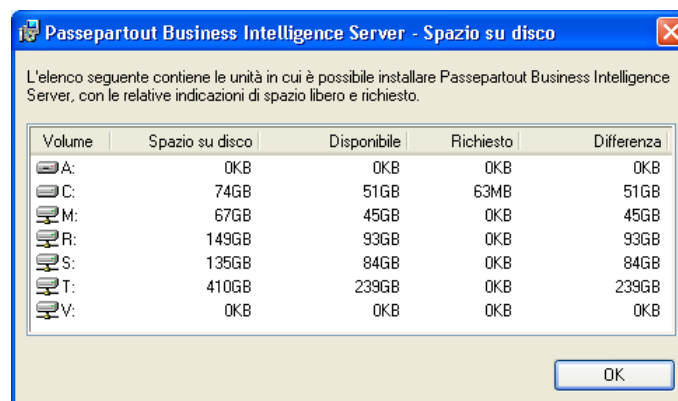 Passepartout Business Intelligence Server - Spazio su disco
L'elenco seguente contiene le unità in cui è possibile installare Passepartout Business Intelligence
Server, con le relative indicazioni di spazio libero e richiesto.
Volume Spazio su disco Disponibile Richiesto Differenza
A: 0KB 0KB 0KB 0KB
C: 74GB 51GB 63MB 51GB
M: 67GB 45GB 0KB 45GB
R: 149GB 93GB 0KB 93GB
S: 135GB 84GB 0KB 84GB
T: 410GB 239GB 0KB 239GB
V: 0KB 0KB 0KB 0KB
OK